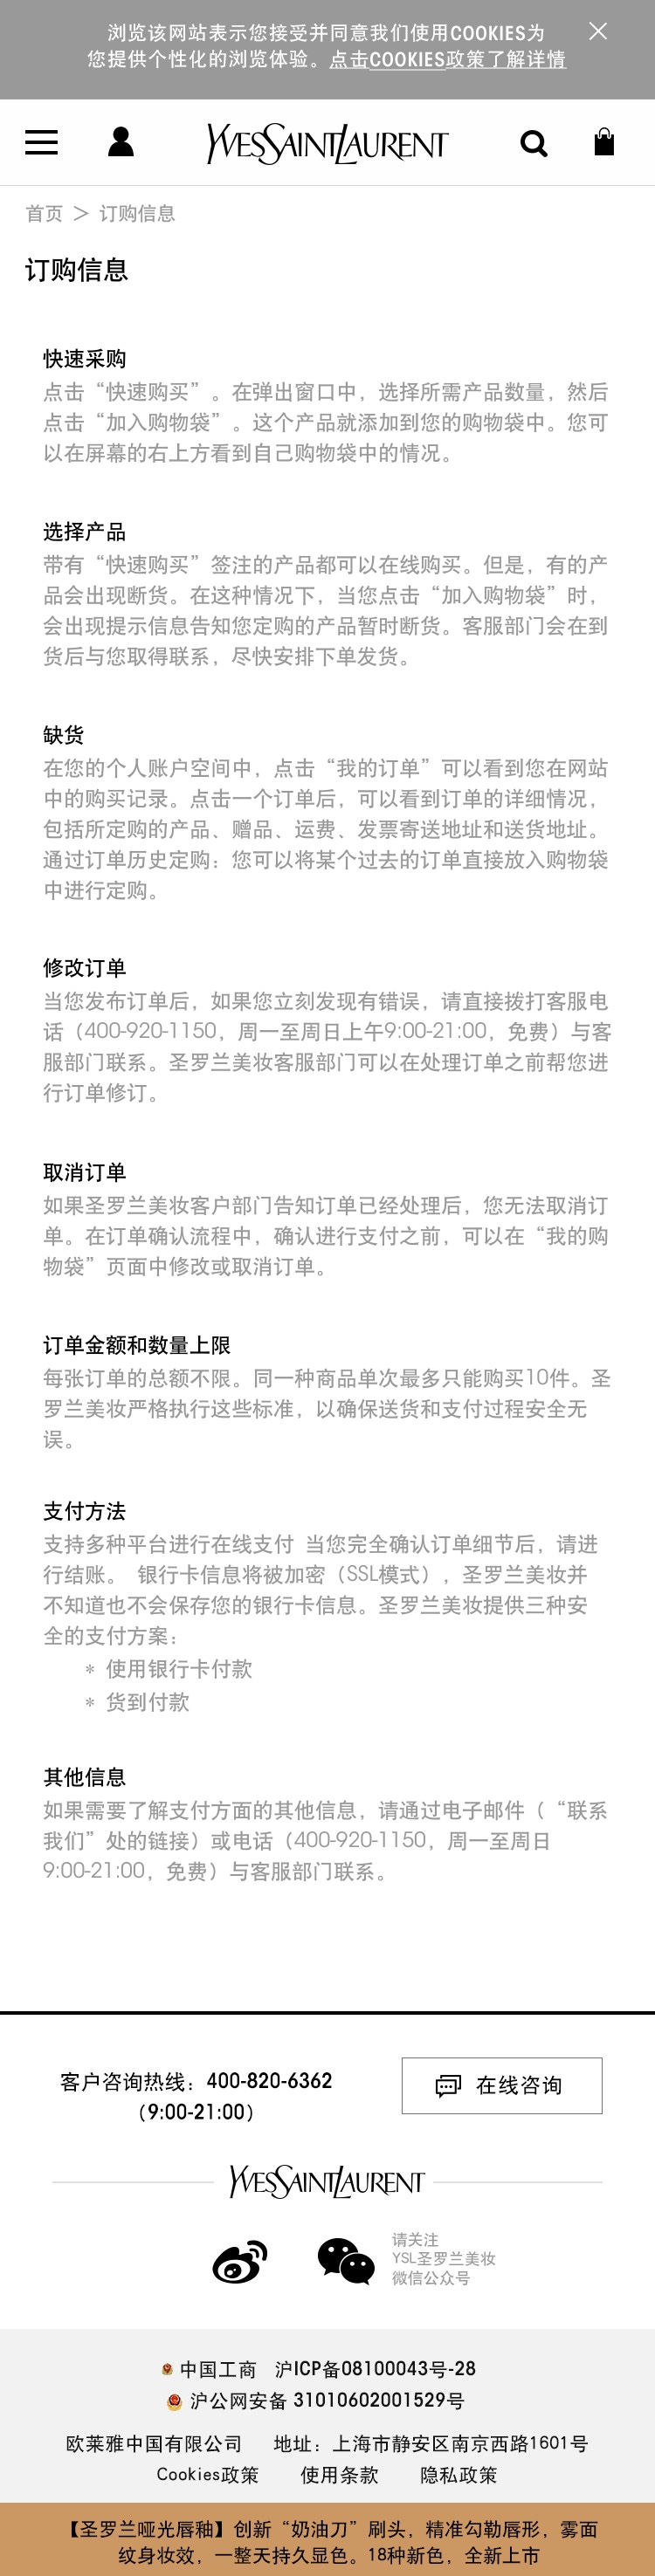 浏览该网站表示您接受并同意我们使用COOKIES为
您提供个性化的浏览体验。点击COOKIES政策了解详情
YVESSAINTLAURENT
首页 > 订购信息
订购信息
快速采购
点击“快速购买”。在弹出窗口中，选择所需产品数量，然后
点击“加入购物袋”。这个产品就添加到您的购物袋中。您可
以在屏幕的右上方看到自己购物袋中的情况。
选择产品
带有“快速购买”签注的产品都可以在线购买。但是，有的产
品会出现断货。在这种情况下，当您点击“加入购物袋”时，
会出现提示信息告知您定购的产品暂时断货。客服部门会在到
货后与您取得联系，尽快安排下单发货。
缺货
在您的个人账户空间中，点击“我的订单”可以看到您在网站
中的购买记录。点击一个订单后，可以看到订单的详细情况，
包括所定购的产品、赠品、运费、发票寄送地址和送货地址。
通过订单历史定购：您可以将某个过去的订单直接放入购物袋
中进行定购。
修改订单
当您发布订单后，如果您立刻发现有错误，请直接拨打客服电
话（400-920-1150，周一至周日上午9:00-21:00，免费）与客
服部门联系。圣罗兰美妆客服部门可以在处理订单之前帮您进
行订单修订。
取消订单
如果圣罗兰美妆客户部门告知订单已经处理后，您无法取消订
单。在订单确认流程中，确认进行支付之前，可以在“我的购
物袋”页面中修改或取消订单。
订单金额和数量上限
每张订单的总额不限。同一种商品单次最多只能购买10件。圣
罗兰美妆严格执行这些标准，以确保送货和支付过程安全无
误。
支付方法
支持多种平台进行在线支付 当您完全确认订单细节后，请进
行结账。 银行卡信息将被加密（SSL模式），圣罗兰美妆并
不知道也不会保存您的银行卡信息。圣罗兰美妆提供三种安
全的支付方案：
* 使用银行卡付款
* 货到付款
其他信息
如果需要了解支付方面的其他信息，请通过电子邮件（“联系
我们”处的链接）或电话（400-920-1150，周一至周日
9:00-21:00，免费）与客服部门联系。
客户咨询热线：400-820-6362
（9:00-21:00）
在线咨询
YVESSAINTLAURENT
请关注
YSL圣罗兰美妆
微信公众号
中国工商 沪ICP备08100043号-28
沪公网安备 31010602001529号
欧莱雅中国有限公司 地址：上海市静安区南京西路1601号
Cookies政策 使用条款 隐私政策
【圣罗兰哑光唇釉】创新“奶油刀”刷头，精准勾勒唇形，雾面
纹身妆效，一整天持久显色。18种新色，全新上市